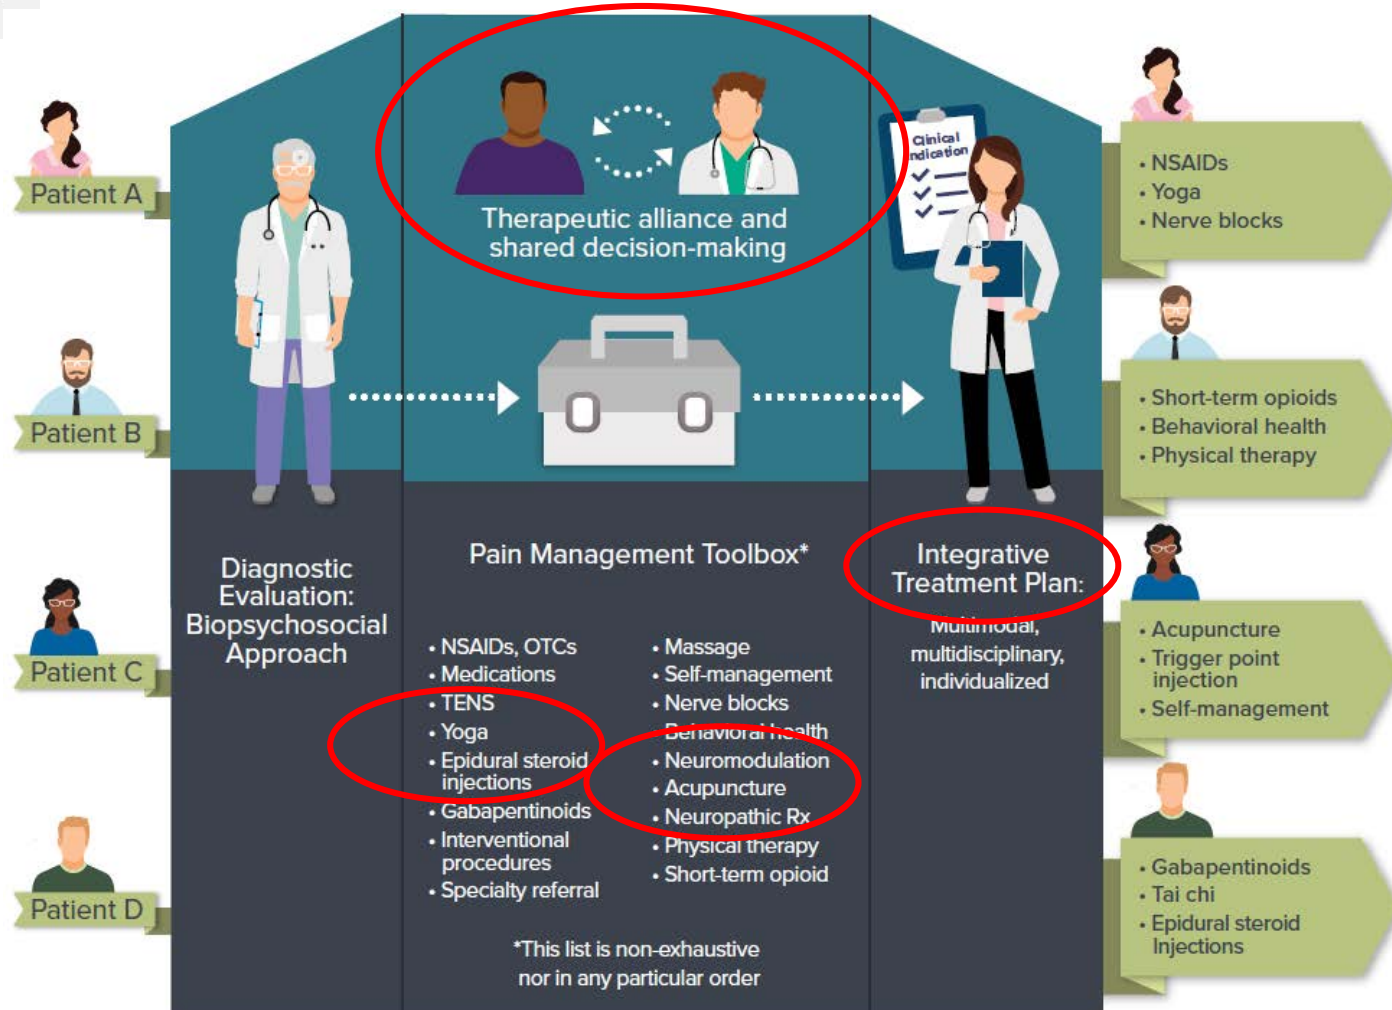 Patient A
Patient B
Patient C
Patient D
Diagnostic
Evaluation:
Biopsychosocial
Approach
Therapeutic alliance and
shared decision-making
Pain Management Toolbox*
• NSAIDs, OTCs
• Medications
• TENS
• Yoga
• Epidural steroid
injections
• Gabapentinoids
• Interventional
procedures
• Specialty referral
• Massage
• Self-management
• Nerve blocks
• Behavioral health
• Neuromodulation
• Acupuncture
• Neuropathic Rx
• Physical therapy
• Short-term opioid
*This list is non-exhaustive
nor in any particular order
Clinical
Indication
Integrative
Treatment Plan:
Multimodal,
multidisciplinary,
individualized
• NSAIDs
• Yoga
• Nerve blocks
• Short-term opioids
• Behavioral health
• Physical therapy
• Acupuncture
• Trigger point
injection
• Self-management
• Gabapentinoids
• Tai chi
• Epidural steroid
Injections